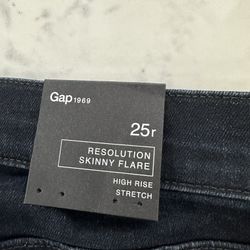 Gap1969
25r
RESOLUTION
SKINNY FLARE
HIGH RISE
STRETCH